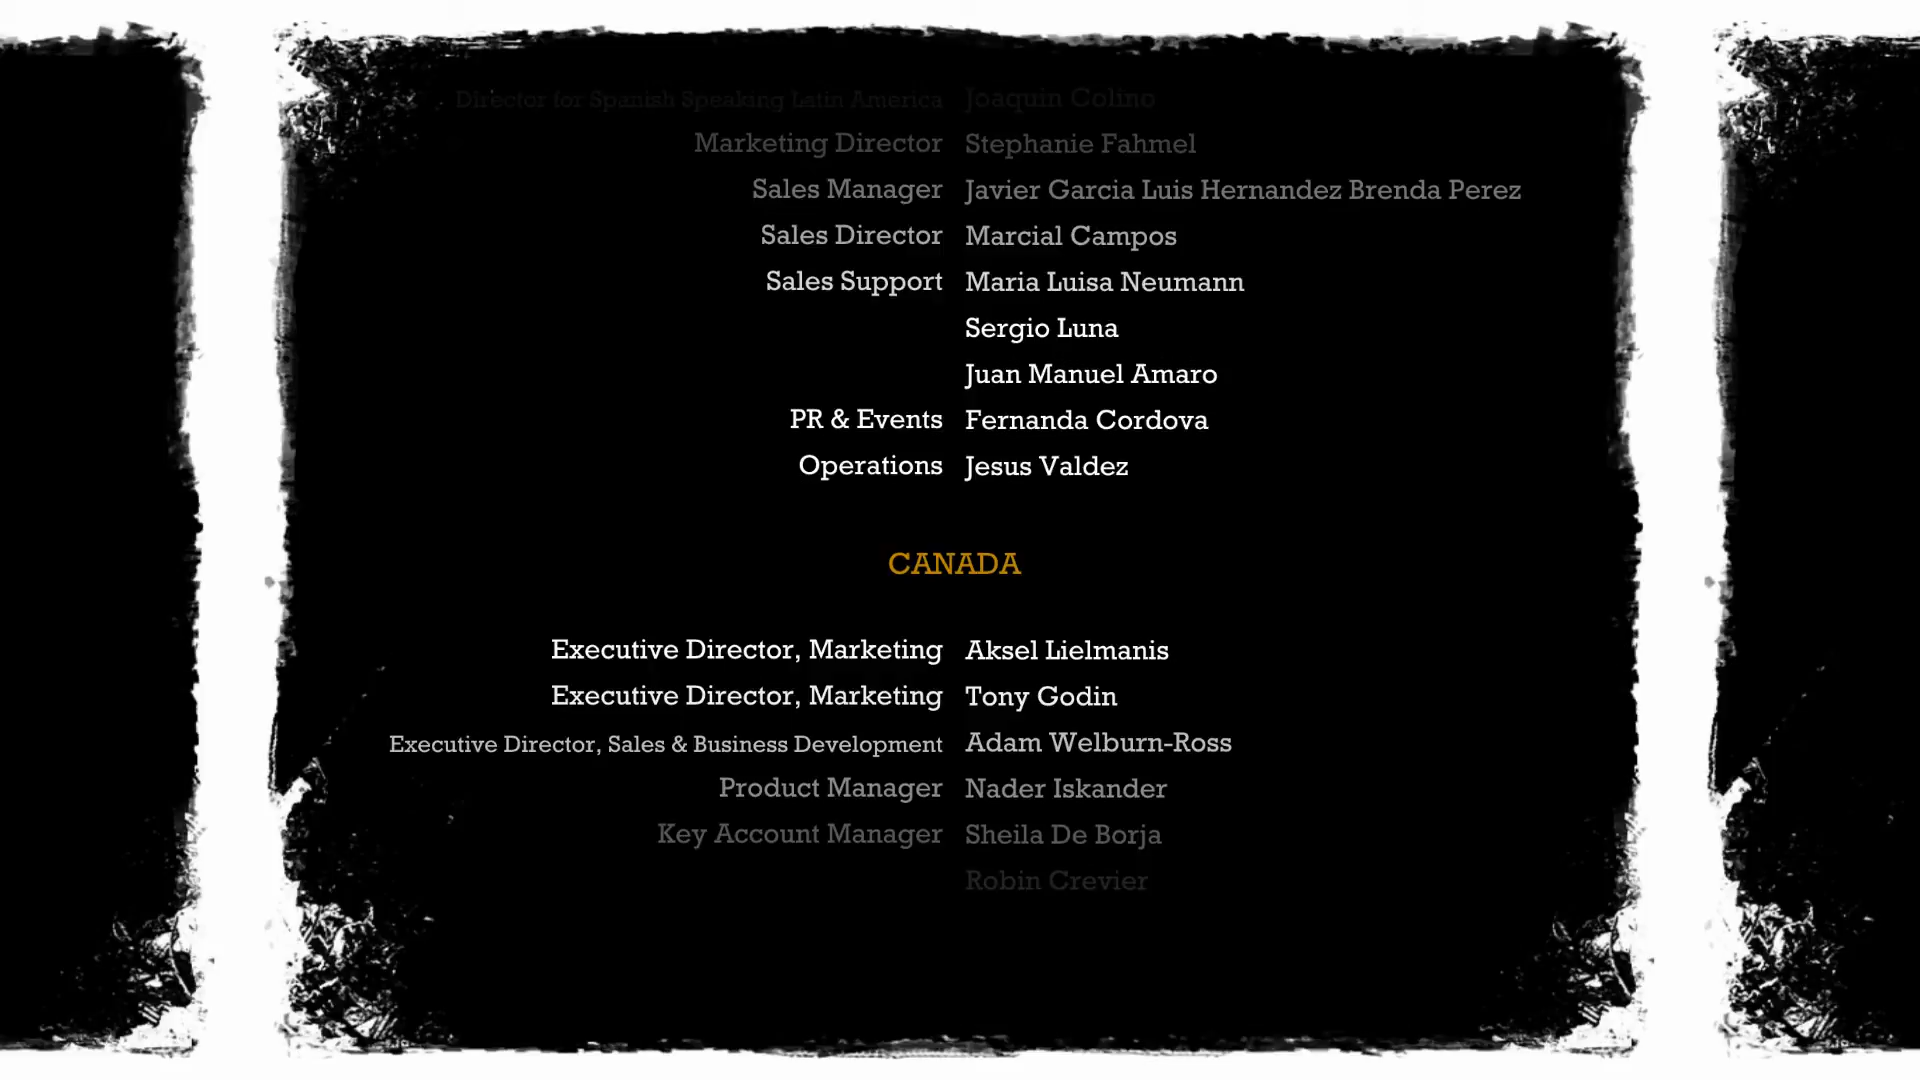 Director for Spanish Speaking Latin America Joaquin Colino
Marketing Director Stephanie Fahmel
Sales Manager Javier Garcia Luis Hernandez Brenda Perez
Sales Director Marcial Campos
Sales Support Maria Luisa Neumann
Sergio Luna
Juan Manuel Amaro
PR & Events Fernanda Cordova
Operations Jesus Valdez
CANADA
Executive Director, Marketing Aksel Lielmanis
Executive Director, Marketing Tony Godin
Executive Director, Sales & Business Development Adam Welburn-Ross
Product Manager Nader Iskander
Key Account Manager Sheila De Borja
Robin Crevier